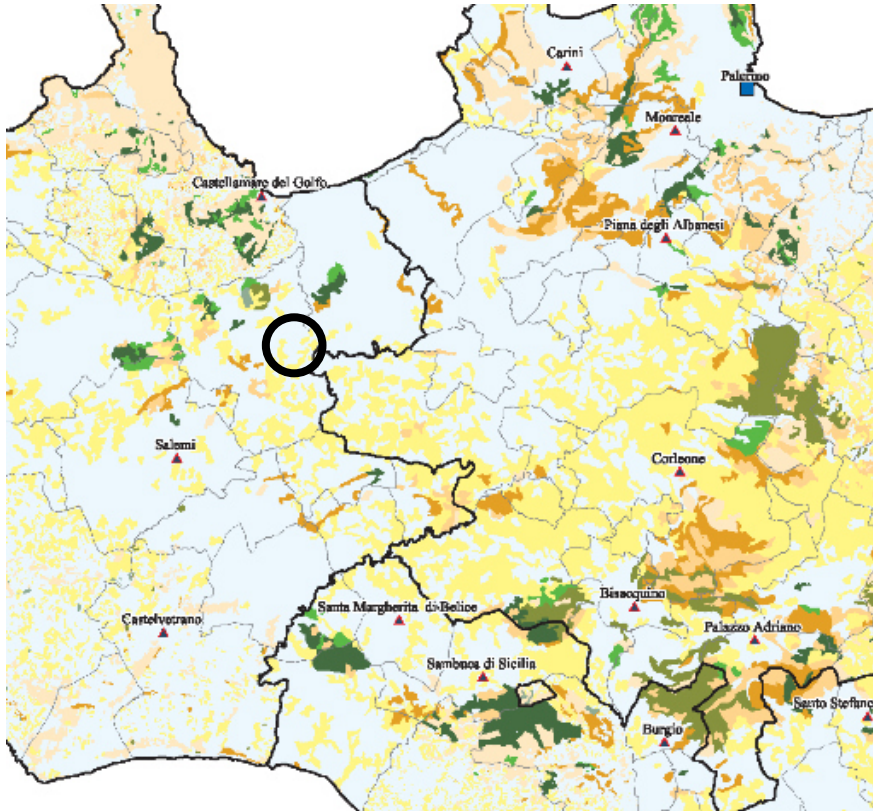 Carini
Palermo
Monreale
Castellamare del Golfo
Piana degli Albanesi
Salemi
Corleone
Bisacquino
Santa Margherita di Belice
Castelvetrano
Palazzo Adriano
Sambuca di Sicilia
Santo Stefano
Burgio